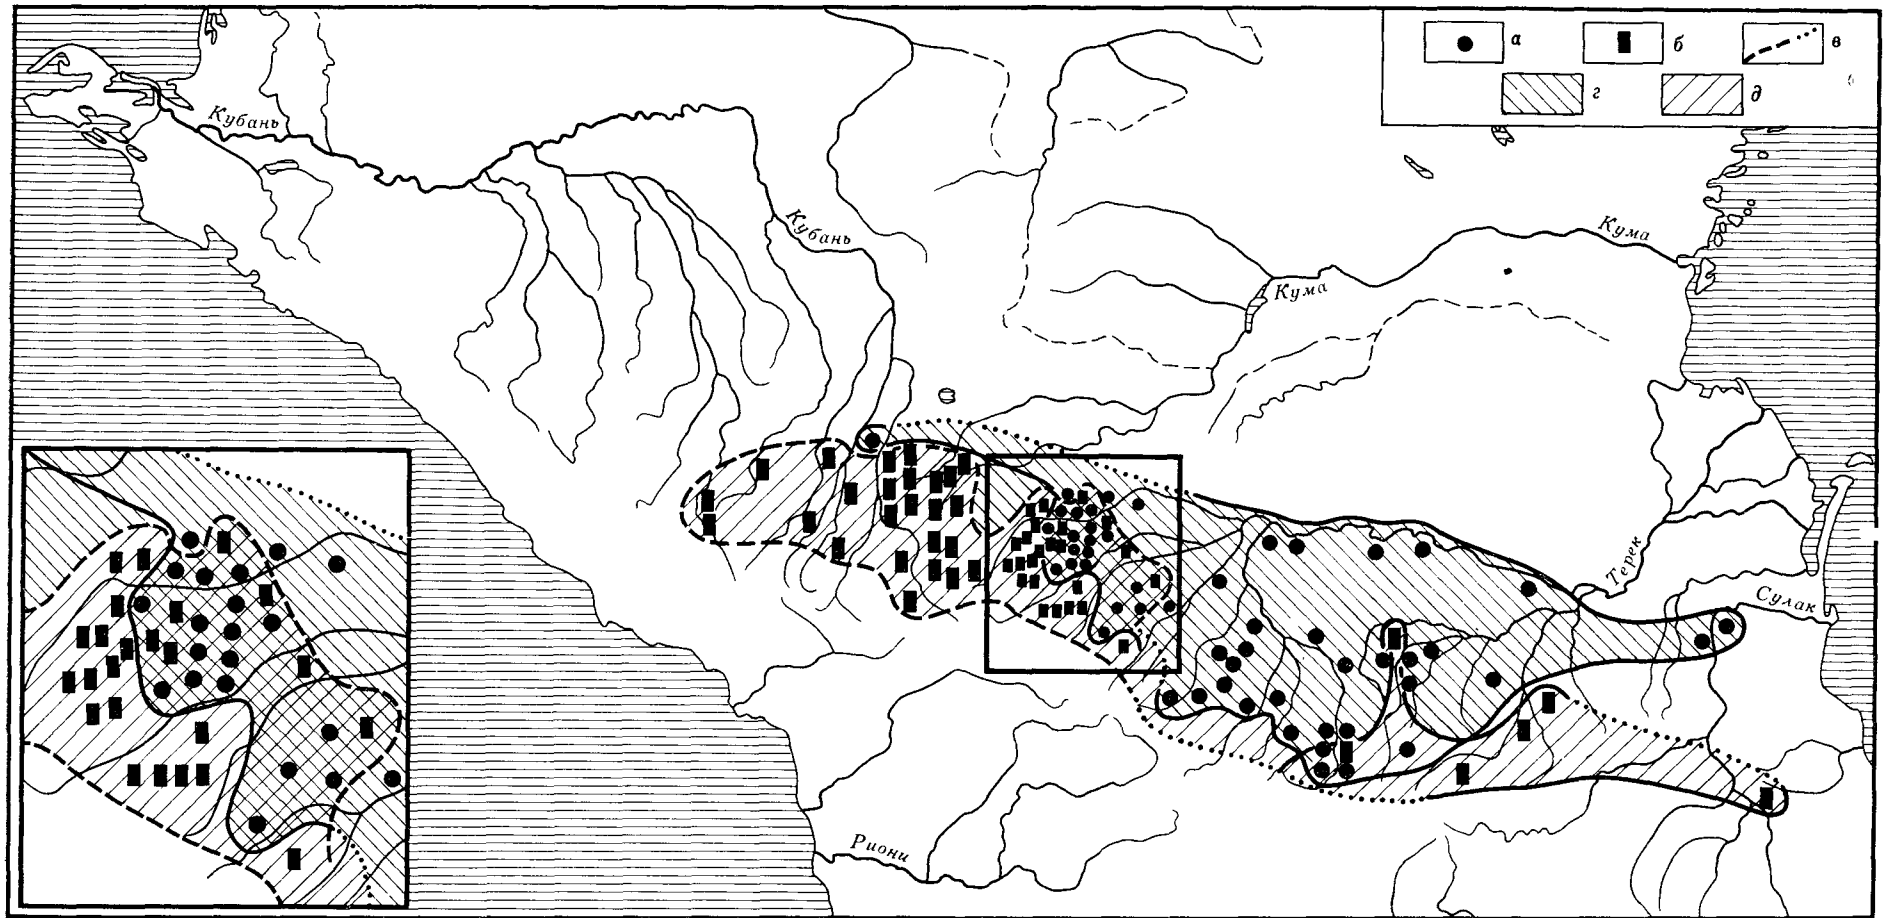 а
б
в
г
д
Кубань
Кубань
Кума
Кума
Терек
Сулак
Риони